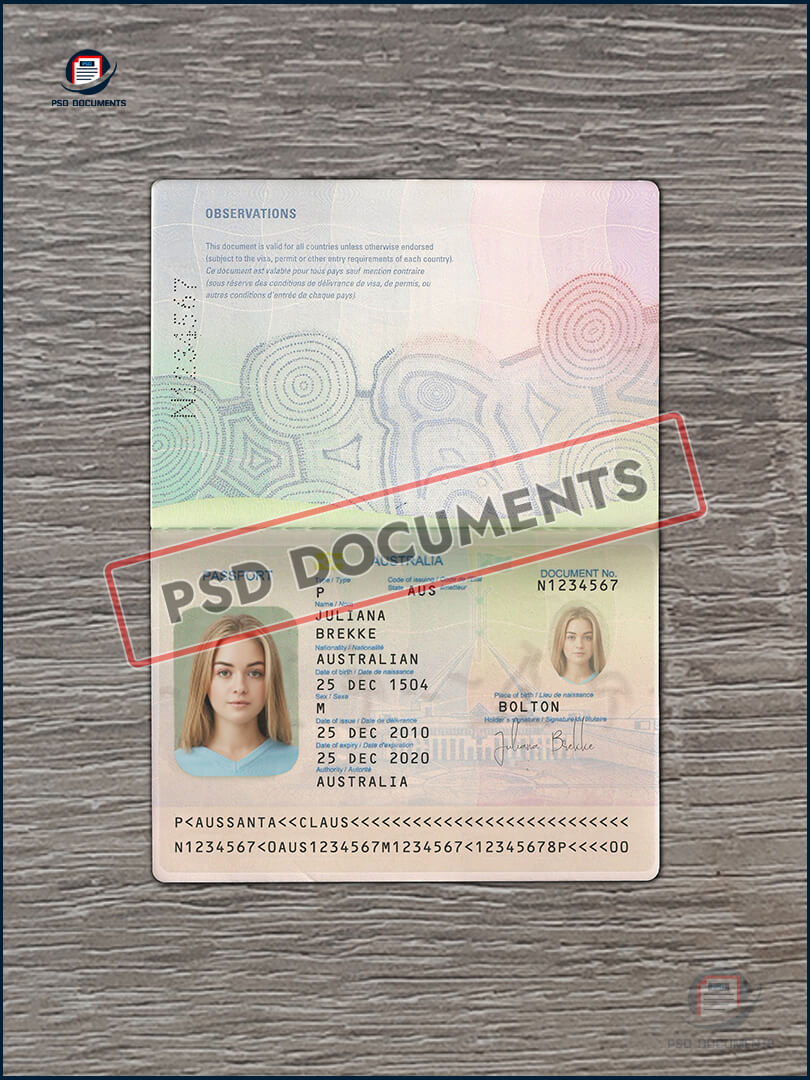 PSD DOCUMENTS
OBSERVATIONS
This document is valid for all countries unless otherwise endorsed
(subject to the visa, permit or other entry requirements of each country).
Ce document est valable pour tous pays sauf mention contraire
(sous réserve des conditions de délivrance de visa, de permis, ou
autres conditions d'entrée de chaque pays).
N1234567
PSD DOCUMENTS
PASSPORT
AUSTRALIA
DOCUMENT No.
N1234567
Type / Type
Code of issuing / Code de
State
P
AUS
Name / Nom
JULIANA
BREKKE
Nationality / Nationalité
AUSTRALIAN
Date of birth / Date de naissance
25 DEC 1504
Sex / Sexe
M
Place of birth / Lieu de naissance
BOLTON
Date of issue / Date de délivrance
25 DEC 2010
Holder's signature / Signature du titulaire
Juliana Brekke
Date of expiry / Date d'expiration
25 DEC 2020
Authority / Autorité
AUSTRALIA
P<AUSSANTA<<CLAUS<<<<<<<<<<<<<<<<<<<<<<<<<<<
N1234567<0AUS1234567M1234567<12345678P<<<<00
PSD DOCUMENTS